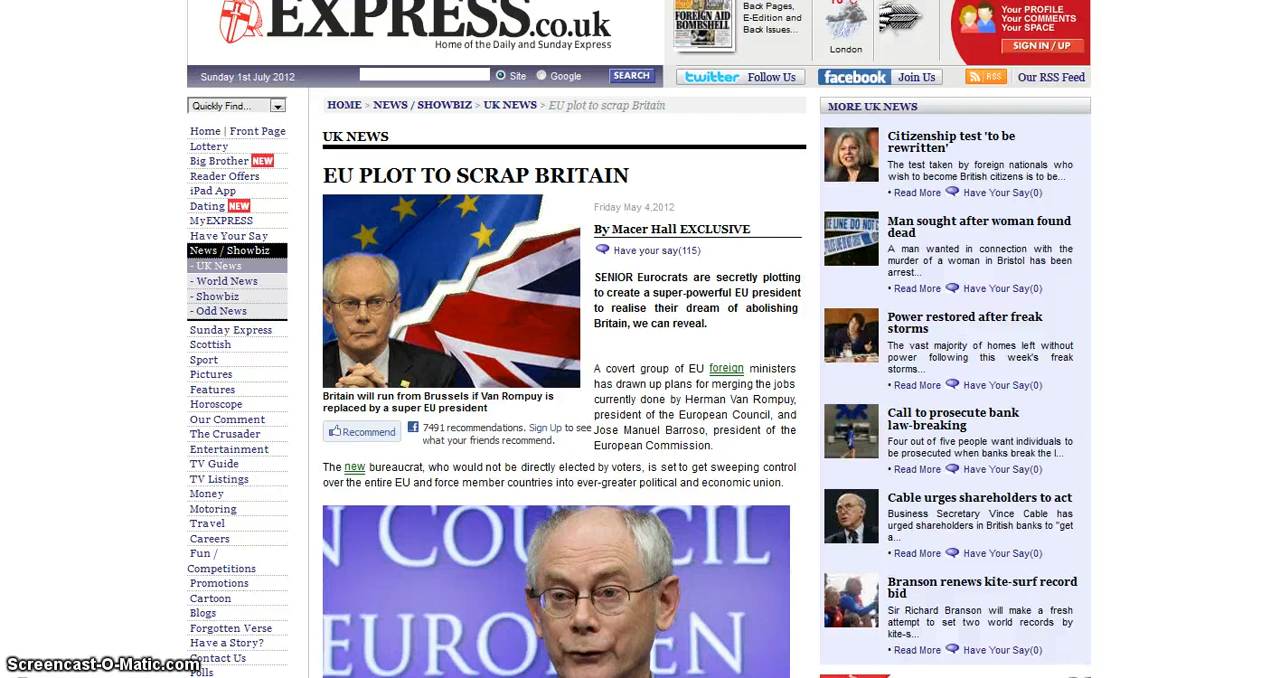 EXPRESS.co.uk
Home of the Daily and Sunday Express
FOREIGN AID
BOMBSHELL
Back Pages,
E-Edition and
Back Issues...
London
Your PROFILE
Your COMMENTS
Your SPACE
SIGN IN / UP
Sunday 1st July 2012
Site
Google
SEARCH
twitter Follow Us
facebook Join Us
RSS Our RSS Feed
Quickly Find...
Home | Front Page
Lottery
Big Brother NEW
Reader Offers
iPad App
Dating NEW
MyEXPRESS
Have Your Say
News / Showbiz
- UK News
- World News
- Showbiz
- Odd News
Sunday Express
Scottish
Sport
Pictures
Features
Horoscope
Our Comment
The Crusader
Entertainment
TV Guide
TV Listings
Money
Motoring
Travel
Careers
Fun /
Competitions
Promotions
Cartoon
Blogs
Forgotten Verse
Have a Story?
Contact Us
Polls
HOME > NEWS / SHOWBIZ > UK NEWS > EU plot to scrap Britain
UK NEWS
EU PLOT TO SCRAP BRITAIN
Britain will run from Brussels if Van Rompuy is
replaced by a super EU president
Recommend
7491 recommendations. Sign Up to see
what your friends recommend.
Friday May 4,2012
By Macer Hall EXCLUSIVE
Have your say(115)
SENIOR Eurocrats are secretly plotting
to create a super-powerful EU president
to realise their dream of abolishing
Britain, we can reveal.
A covert group of EU foreign ministers
has drawn up plans for merging the jobs
currently done by Herman Van Rompuy,
president of the European Council, and
Jose Manuel Barroso, president of the
European Commission.
The new bureaucrat, who would not be directly elected by voters, is set to get sweeping control
over the entire EU and force member countries into ever-greater political and economic union.
N COUNCIL
EUROPEN
MORE UK NEWS
Citizenship test 'to be
rewritten'
The test taken by foreign nationals who
wish to become British citizens is to be...
• Read More Have Your Say(0)
Man sought after woman found
dead
A man wanted in connection with the
murder of a woman in Bristol has been
arrest...
• Read More Have Your Say(0)
Power restored after freak
storms
The vast majority of homes left without
power following this week's freak
storms...
• Read More Have Your Say(0)
Call to prosecute bank
law-breaking
Four out of five people want individuals to
be prosecuted when banks break the l...
• Read More Have Your Say(0)
Cable urges shareholders to act
Business Secretary Vince Cable has
urged shareholders in British banks to "get
a...
• Read More Have Your Say(0)
Branson renews kite-surf record
bid
Sir Richard Branson will make a fresh
attempt to set two world records by
kite-s...
• Read More Have Your Say(0)
Screencast-O-Matic.com